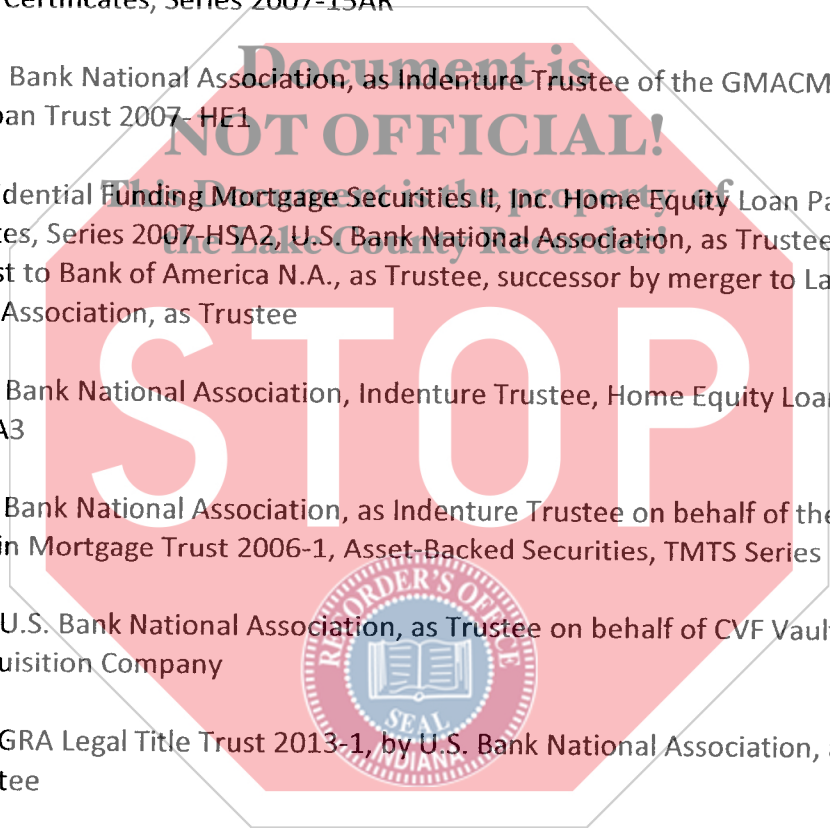 Certificates, Series 2007-15AR
Document is
Bank National Association, as Indenture Trustee of the GMACM
oan Trust 2007- HE1
NOT OFFICIAL!
This Document is the property of
dential Funding Mortgage Securities II, Inc. Home Equity Loan Pa
es, Series 2007-HSA2, U.S. Bank National Association, as Trustee
the Lake County Recorder!
st to Bank of America N.A., as Trustee, successor by merger to La
Association, as Trustee
STOP
Bank National Association, Indenture Trustee, Home Equity Loa
A3
Bank National Association, as Indenture Trustee on behalf of the
in Mortgage Trust 2006-1, Asset-Backed Securities, TMTS Series
RECORDER'S OFFICE
U.S. Bank National Association, as Trustee on behalf of CVF Vaul
uisition Company
SEAL
INDIANA
GRA Legal Title Trust 2013-1, by U.S. Bank National Association,
tee